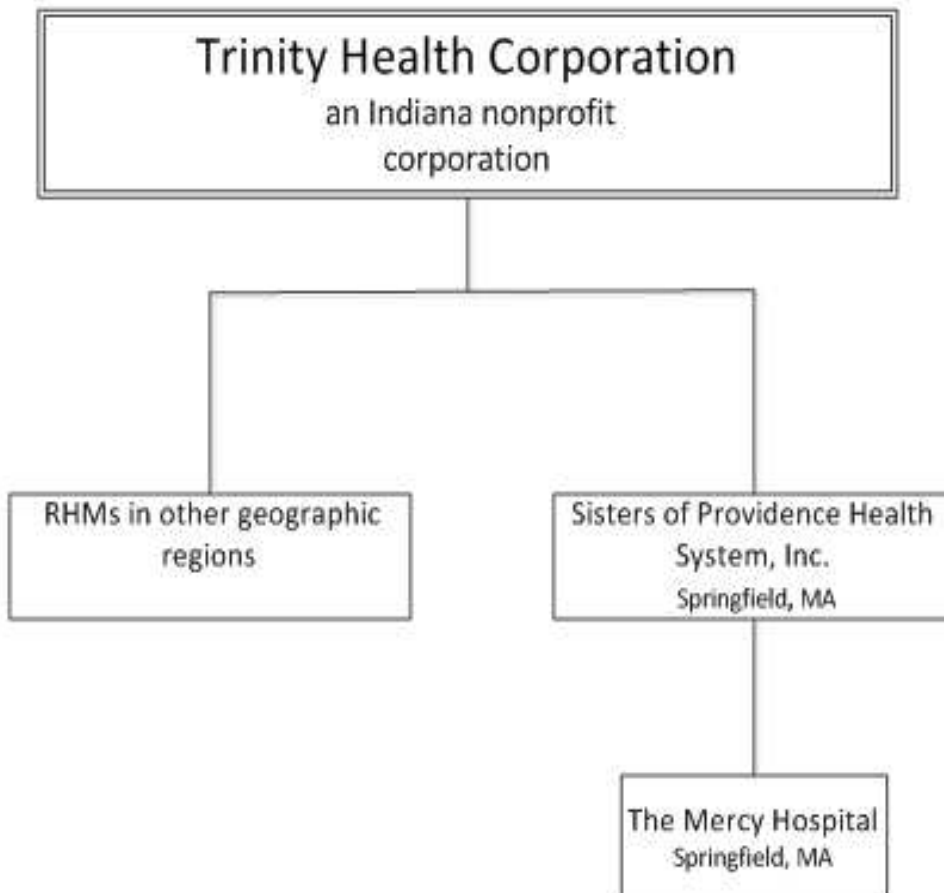 Trinity Health Corporation
an Indiana nonprofit
corporation
RHMs in other geographic
regions
Sisters of Providence Health
System, Inc.
Springfield, MA
The Mercy Hospital
Springfield, MA